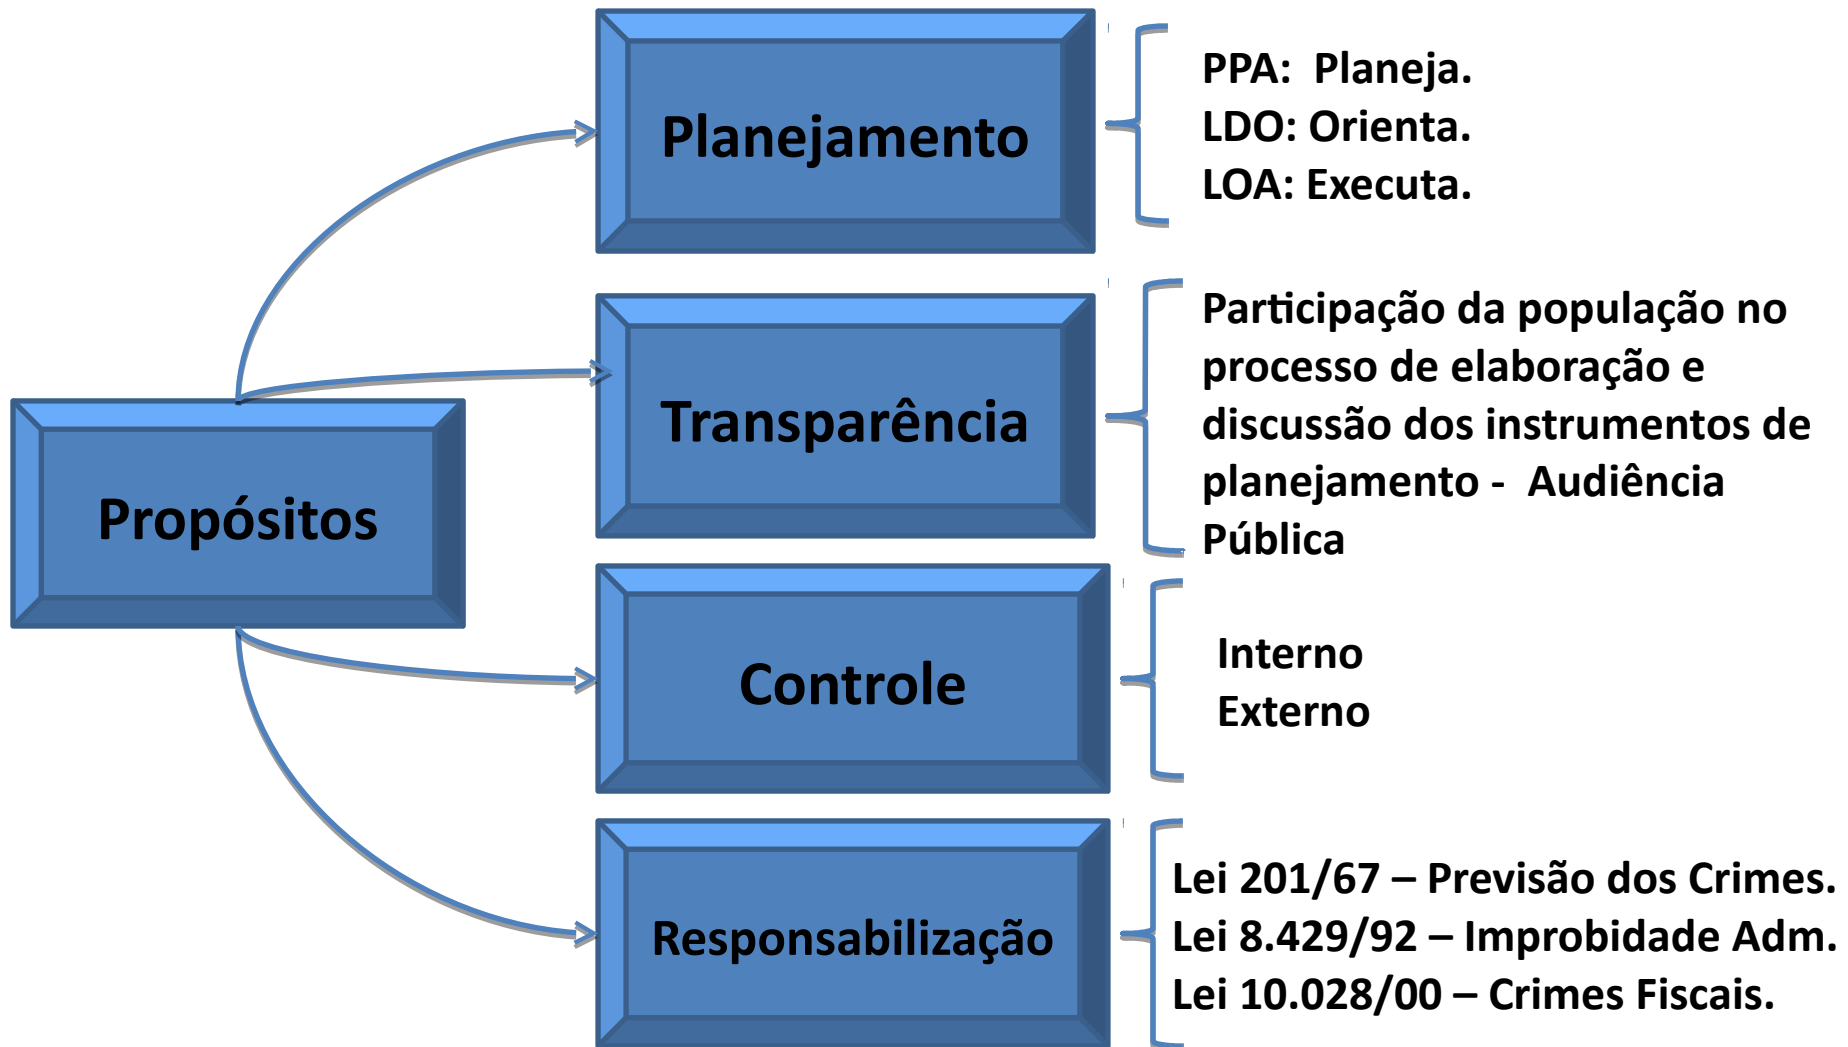 Propósitos
Planejamento
PPA:  Planeja.
LDO: Orienta.
LOA: Executa.
Transparência
Participação da população no
processo de elaboração e
discussão dos instrumentos de
planejamento -  Audiência
Pública
Controle
Interno
Externo
Responsabilização
Lei 201/67 – Previsão dos Crimes.
Lei 8.429/92 – Improbidade Adm.
Lei 10.028/00 – Crimes Fiscais.